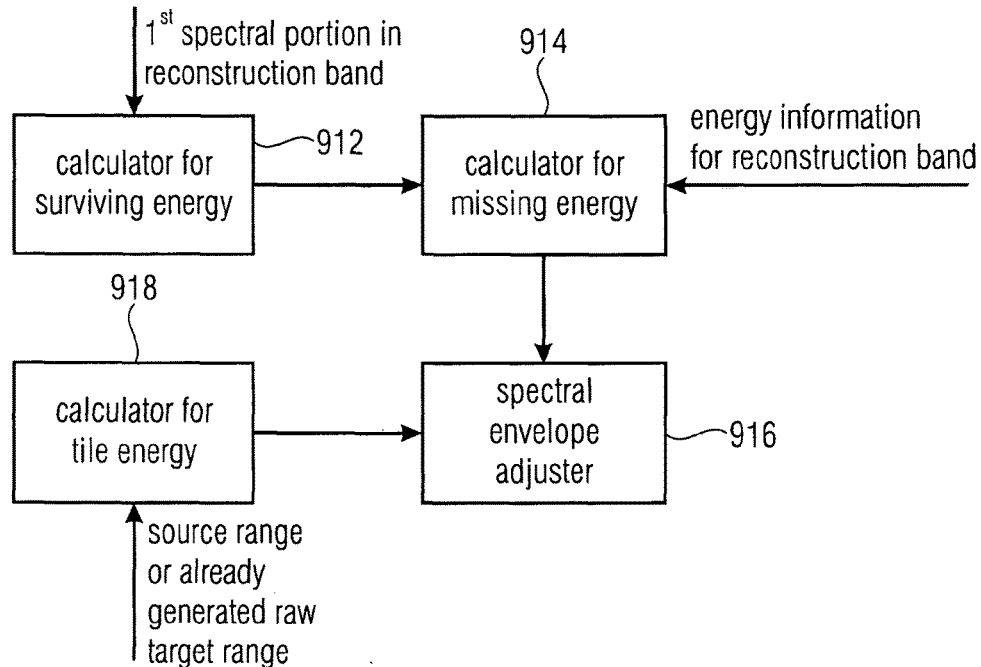 1st spectral portion in
reconstruction band
914
912
calculator for
surviving energy
calculator for
missing energy
energy information
for reconstruction band
918
calculator for
tile energy
spectral
envelope
adjuster
916
source range
or already
generated raw
target range